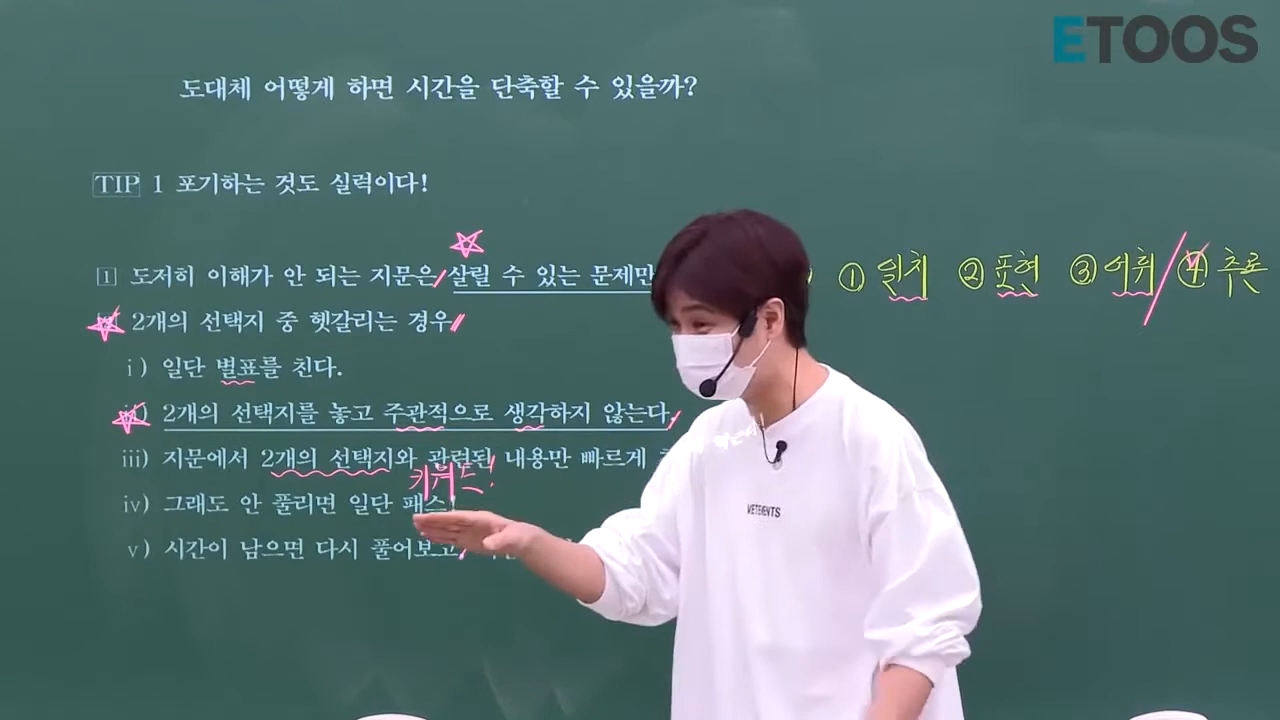 ETOOS
도대체 어떻게 하면 시간을 단축할 수 있을까?
TIP 1 포기하는 것도 실력이다!
1 도저히 이해가 안 되는 지문은 살릴 수 있는 문제만 ① 일치 ② 표현 ③ 어휘 ④ 추론
2개의 선택지 중 헷갈리는 경우
i) 일단 별표를 친다.
ii) 2개의 선택지를 놓고 주관적으로 생각하지 않는다.
iii) 지문에서 2개의 선택지와 관련된 내용만 빠르게
키워드!
iv) 그래도 안 풀리면 일단 패스!
v) 시간이 남으면 다시 풀어보고,
VETEMENTS